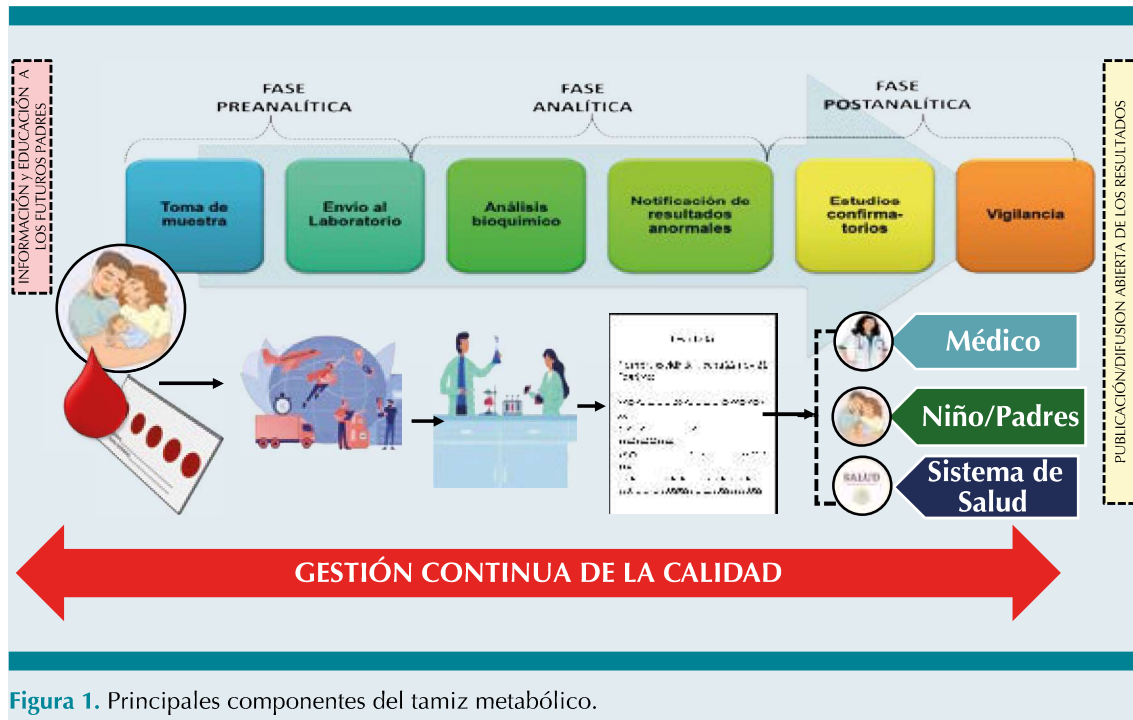 INFORMACIÓN y EDUCACIÓN A
LOS FUTUROS PADRES
FASE
PREANALÍTICA
FASE
ANALÍTICA
FASE
POSTANALÍTICA
Toma de
muestra
Envío al
Laboratorio
Análisis
bioquímico
Notificación de
resultados
anormales
Estudios
confirma-
torios
Vigilancia
PUBLICACIÓN/DIFUSION ABIERTA DE LOS RESULTADOS
Médico
Niño/Padres
SALUD
Sistema de
Salud
GESTIÓN CONTINUA DE LA CALIDAD
Figura 1. Principales componentes del tamiz metabólico.